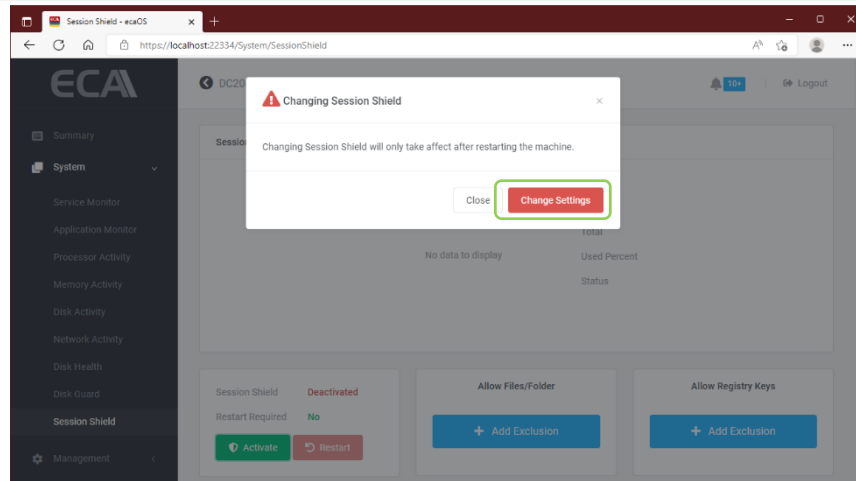 Session Shield - ecaOS
https://localhost:22334/System/SessionShield
ECA
DC20
10+
Logout
Changing Session Shield
Changing Session Shield will only take affect after restarting the machine.
Close
Change Settings
Summary
System
Service Monitor
Application Monitor
Processor Activity
Memory Activity
Disk Activity
Network Activity
Disk Health
Disk Guard
Session Shield
Management
Sessio
No data to display
Total
Used Percent
Status
Session Shield Deactivated
Restart Required No
Activate Restart
Allow Files/Folder
+ Add Exclusion
Allow Registry Keys
+ Add Exclusion